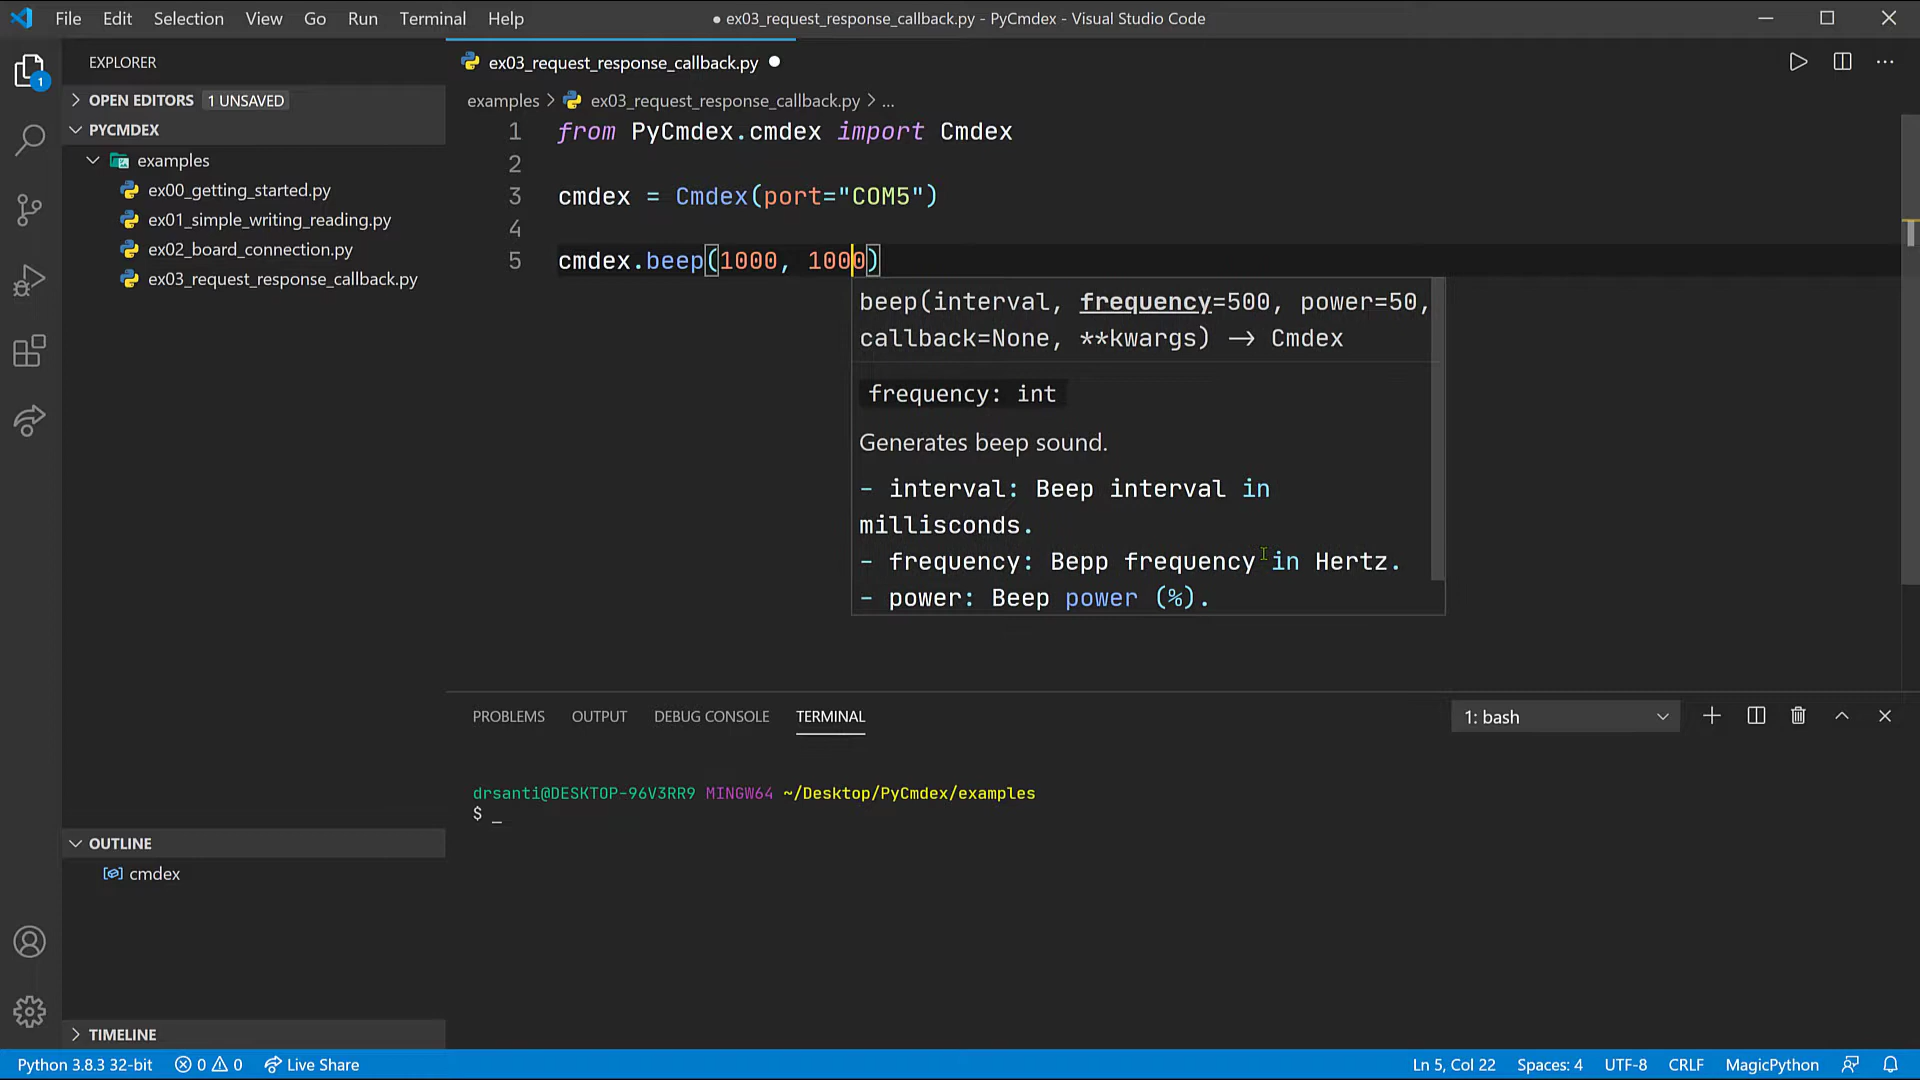 File Edit Selection View Go Run Terminal Help
● ex03_request_response_callback.py - PyCmdex - Visual Studio Code
EXPLORER
OPEN EDITORS 1 UNSAVED
PYCMDEX
examples
ex00_getting_started.py
ex01_simple_writing_reading.py
ex02_board_connection.py
ex03_request_response_callback.py
1
OUTLINE
cmdex
TIMELINE
ex03_request_response_callback.py ●
examples > ex03_request_response_callback.py > ...
1 from PyCmdex.cmdex import Cmdex
2
3 cmdex = Cmdex(port="COM5")
4
5 cmdex.beep(1000, 1000)
beep(interval, frequency=500, power=50,
callback=None, **kwargs) -> Cmdex
frequency: int
Generates beep sound.
- interval: Beep interval in
millisconds.
- frequency: Bepp frequency in Hertz.
- power: Beep power (%).
PROBLEMS OUTPUT DEBUG CONSOLE TERMINAL
1: bash
drsanti@DESKTOP-96V3RR9 MINGW64 ~/Desktop/PyCmdex/examples
$ _
Python 3.8.3 32-bit 0 0 Live Share
Ln 5, Col 22 Spaces: 4 UTF-8 CRLF MagicPython